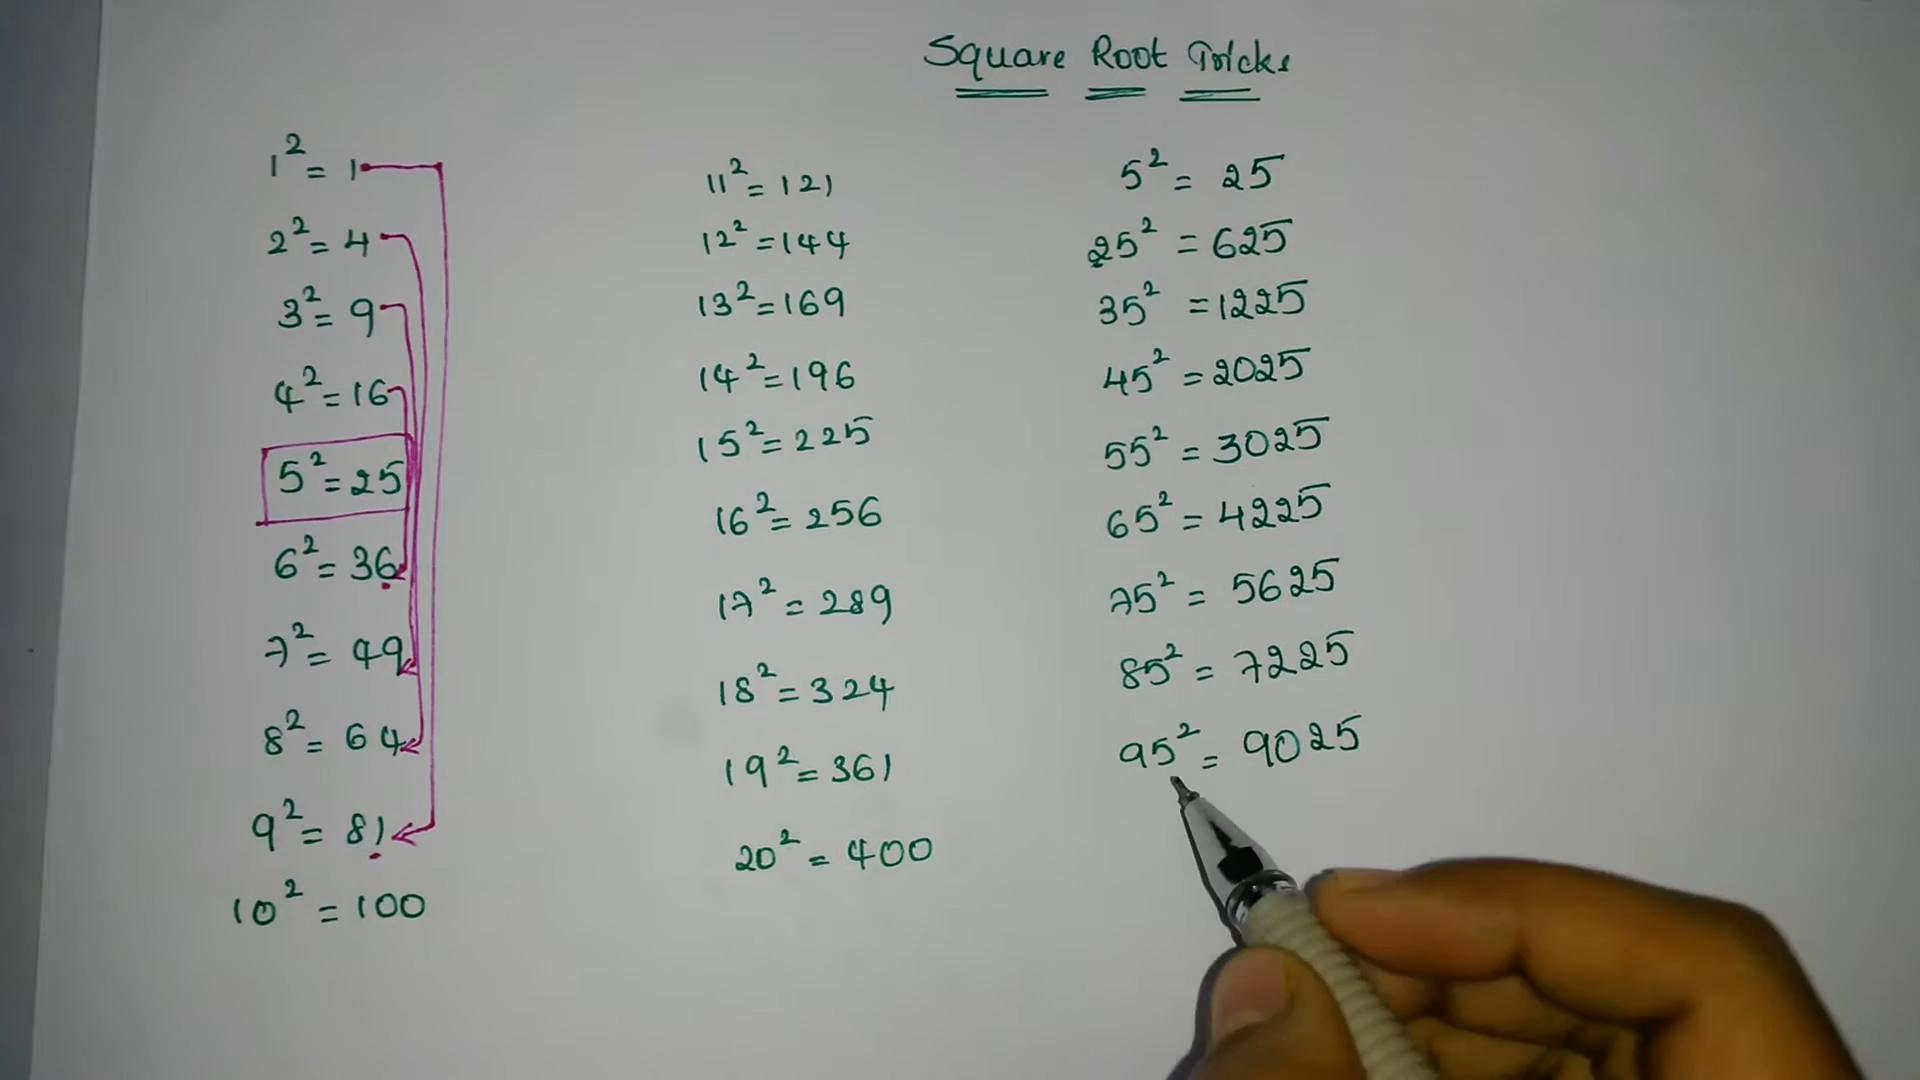 Square Root Tricks
1² = 1
2² = 4
3² = 9
4² = 16
5² = 25
6² = 36
7² = 49
8² = 64
9² = 81
10² = 100
11² = 121
12² = 144
13² = 169
14² = 196
15² = 225
16² = 256
17² = 289
18² = 324
19² = 361
20² = 400
5² = 25
25² = 625
35² = 1225
45² = 2025
55² = 3025
65² = 4225
75² = 5625
85² = 7225
95² = 9025